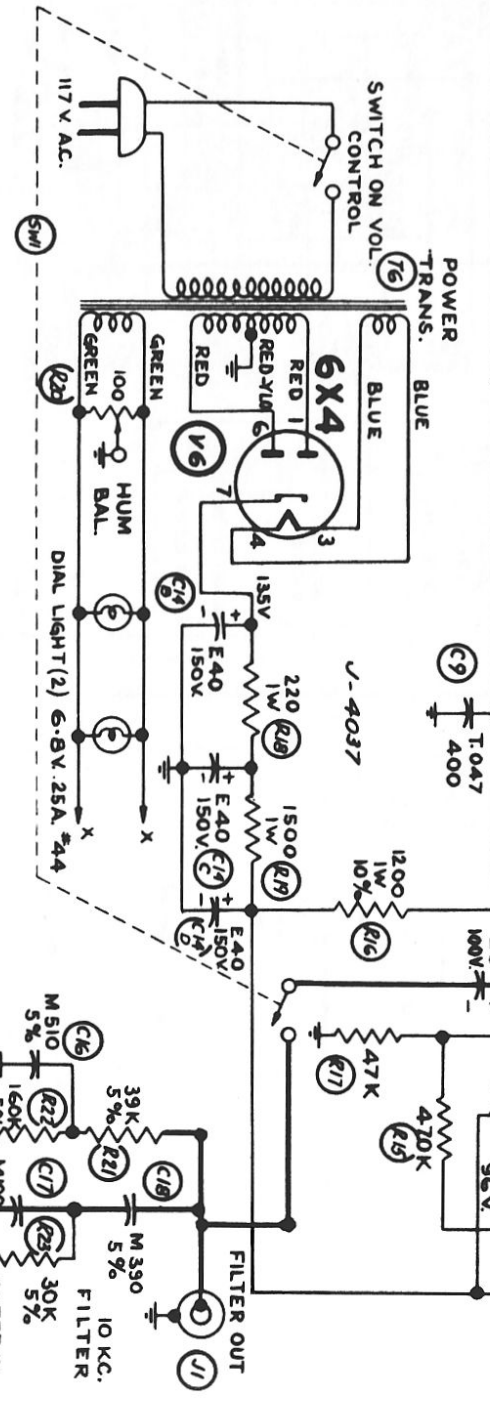 117 V. A.C.
SWITCH ON VOL.
CONTROL
SW1
T6
POWER
TRANS.
GREEN
GREEN
R20
100
HUM
BAL.
RED
RED-YLO
RED
BLUE
BLUE
6X4
V6
1
6
7
3
4
DIAL LIGHT (2) 6-8V .25A #44
X
X
135V
C14
B
E40
150V.
220
1W
R18
E40
150V.
C14
C
1500
1W
R19
E40
150V.
C14
D
V-4037
C9
T.047
400
1200
1W
10%
R16
100V.
47K
R17
470K
R15
96V.
C16
M510
5%
R22
160K
39K
5%
R21
C18
M390
5%
C17
R23
30K
5%
10 KC.
FILTER
FILTER OUT
J1